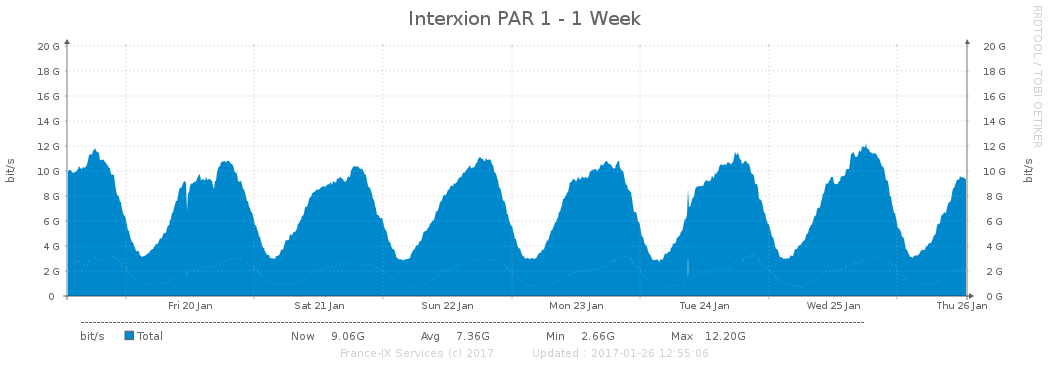 Interxion PAR 1 - 1 Week
RRDTOOL / TOBI OETIKER
20 G 20 G
18 G 18 G
16 G 16 G
14 G 14 G
12 G 12 G
10 G 10 G
8 G 8 G
6 G 6 G
4 G 4 G
2 G 2 G
0 0 G
bit/s
bit/s
Fri 20 Jan Sat 21 Jan Sun 22 Jan Mon 23 Jan Tue 24 Jan Wed 25 Jan Thu 26 Jan
bit/s Total Now 9.06G Avg 7.36G Min 2.66G Max 12.20G
France-IX Services (c) 2017 Updated : 2017-01-26 12:55:06